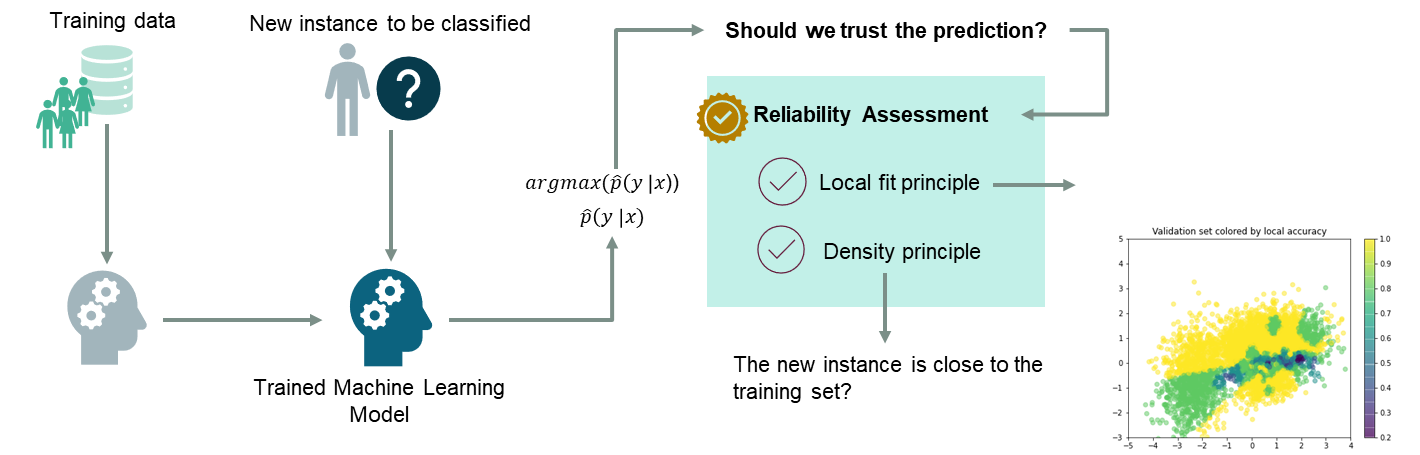 Training data
New instance to be classified
Should we trust the prediction?
Reliability Assessment
argmax(p̂(y |x))
p̂(y |x)
Local fit principle
Density principle
Trained Machine Learning
Model
The new instance is close to the
training set?
Validation set colored by local accuracy
5
4
3
2
1
0
−1
−2
−3
−5 −4 −3 −2 −1 0 1 2 3 4
1.0
0.9
0.8
0.7
0.6
0.5
0.4
0.3
0.2
?